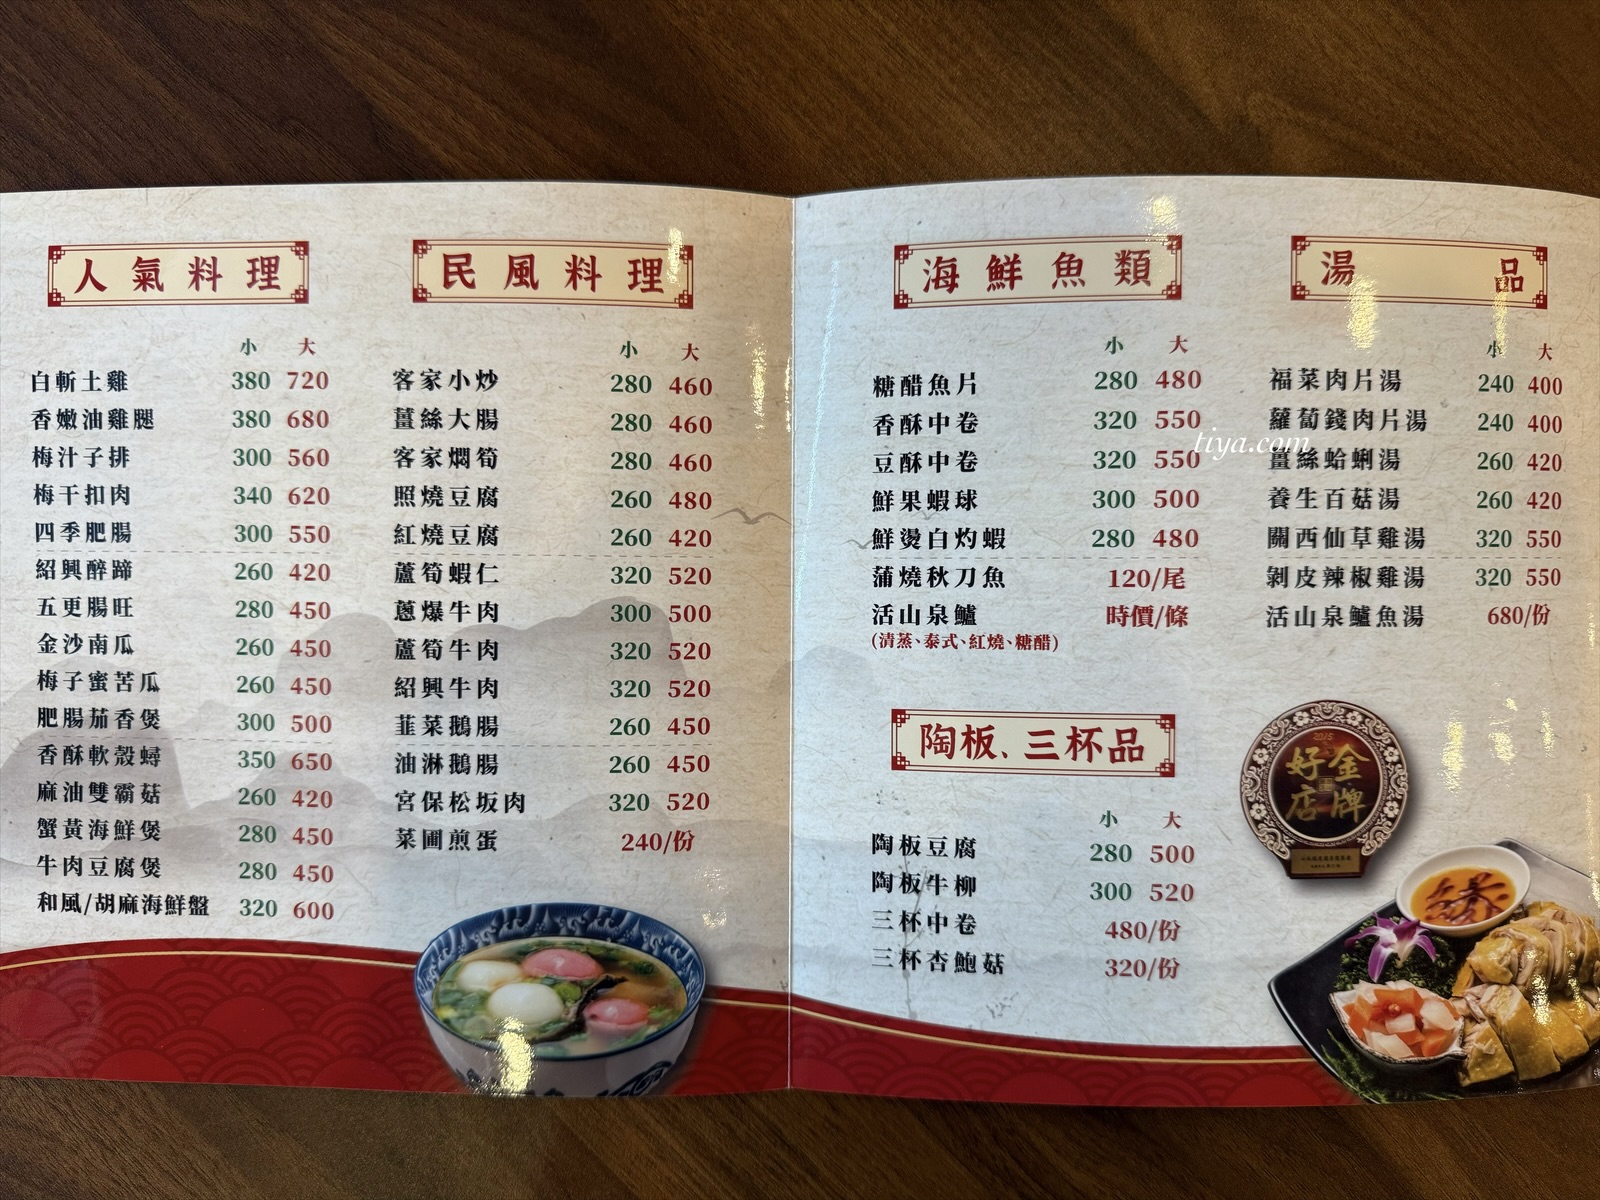 人氣料理
小 大
白斬土雞 380 720
香嫩油雞腿 380 680
梅汁子排 300 560
梅干扣肉 340 620
四季肥腸 300 550
紹興醉蹄 260 420
五更腸旺 280 450
金沙南瓜 260 450
梅子蜜苦瓜 260 450
肥腸茄香煲 300 500
香酥軟殼蟳 350 650
麻油雙霸菇 260 420
蟹黃海鮮煲 280 450
牛肉豆腐煲 280 450
和風/胡麻海鮮盤 320 600
民風料理
小 大
客家小炒 280 460
薑絲大腸 280 460
客家燜筍 280 460
照燒豆腐 260 480
紅燒豆腐 260 420
蘆筍蝦仁 320 520
蔥爆牛肉 300 500
蘆筍牛肉 320 520
紹興牛肉 320 520
韭菜鵝腸 260 450
油淋鵝腸 260 450
宮保松坂肉 320 520
菜圃煎蛋 240/份
海鮮魚類
小 大
糖醋魚片 280 480
香酥中卷 320 550
豆酥中卷 320 550
鮮果蝦球 300 500
鮮燙白灼蝦 280 480
蒲燒秋刀魚 120/尾
活山泉鱸 時價/條
(清蒸、泰式、紅燒、糖醋)
陶板、三杯品
小 大
陶板豆腐 280 500
陶板牛柳 300 520
三杯中卷 480/份
三杯杏鮑菇 320/份
湯品
小 大
福菜肉片湯 240 400
蘿蔔錢肉片湯 240 400
薑絲蛤蜊湯 260 420
養生百菇湯 260 420
關西仙草雞湯 320 550
剝皮辣椒雞湯 320 550
活山泉鱸魚湯 680/份
tiya.com
2015
金牌
好店